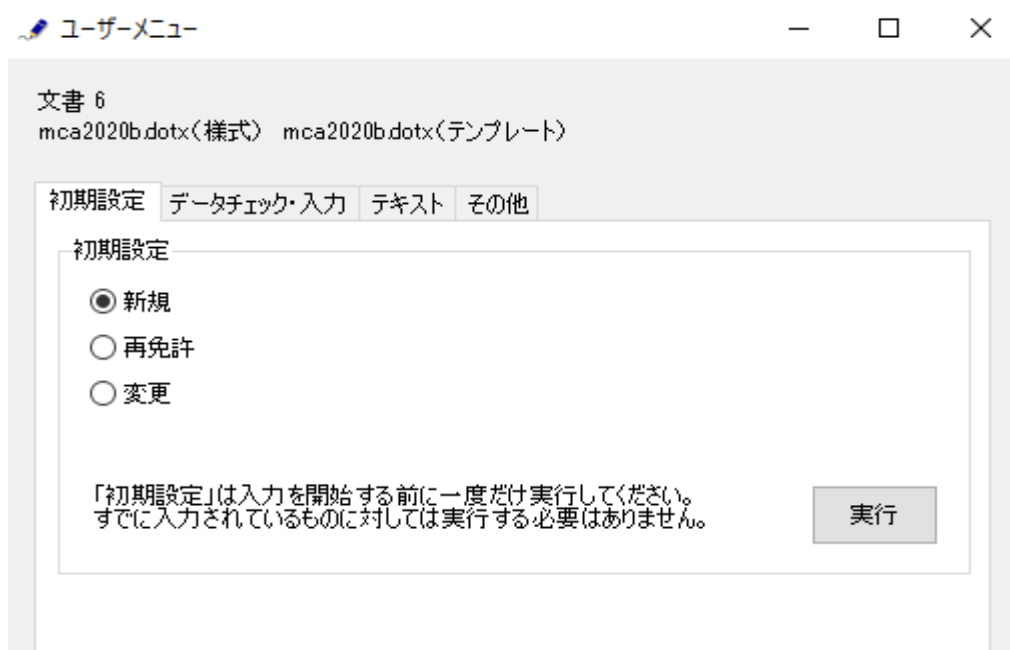 ユーザーメニュー
文書 6
mca2020b.dotx(様式) mca2020b.dotx(テンプレート)
初期設定 データチェック・入力 テキスト その他
初期設定
新規
再免許
変更
「初期設定」は入力を開始する前に一度だけ実行してください。
すでに入力されているものに対しては実行する必要はありません。
実行